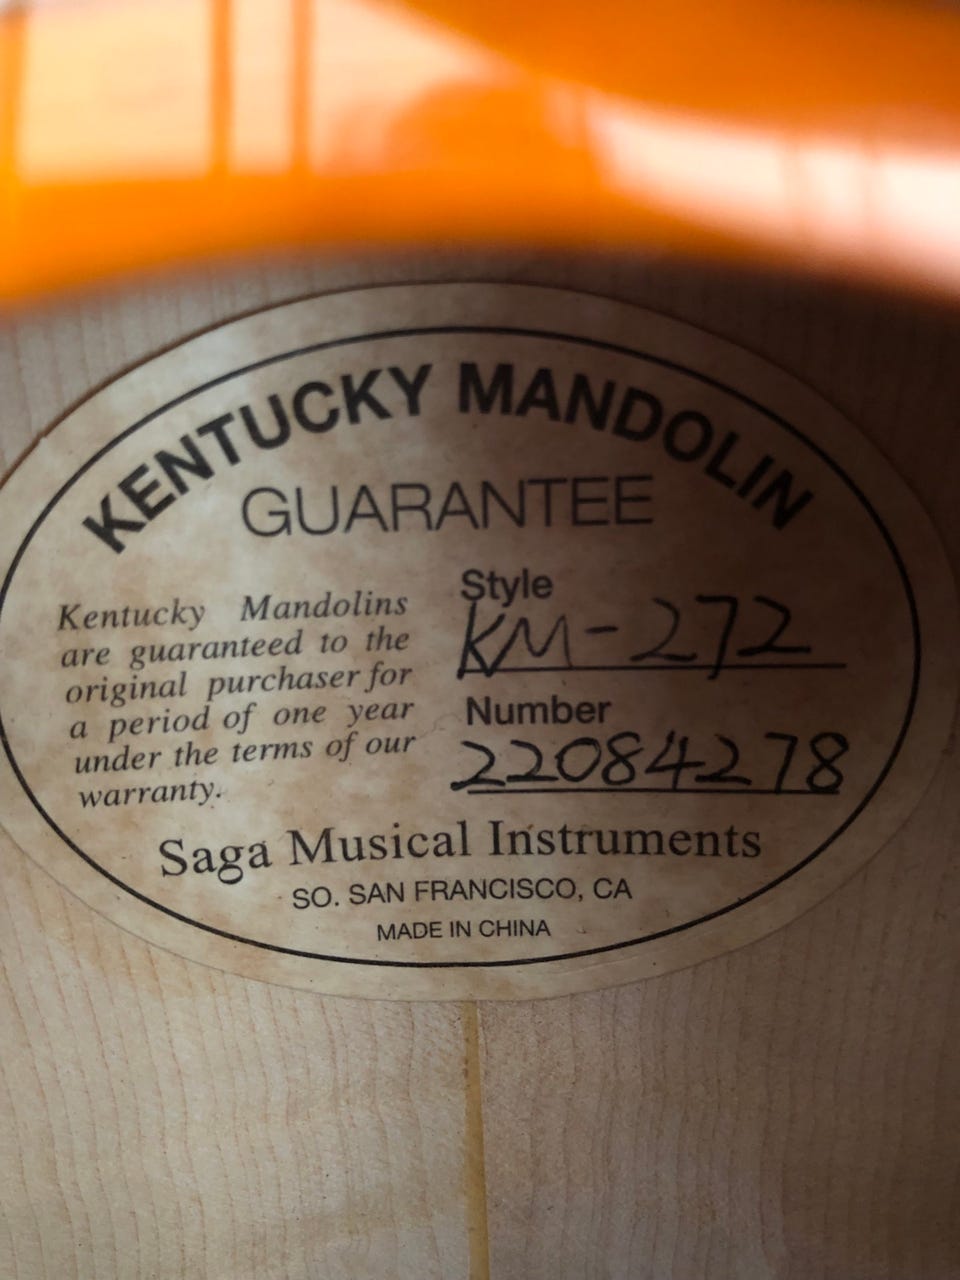 KENTUCKY MANDOLIN
GUARANTEE
Kentucky Mandolins
are guaranteed to the
original purchaser for
a period of one year
under the terms of our
warranty.
Style
KM-272
Number
22084278
Saga Musical Instruments
SO. SAN FRANCISCO, CA
MADE IN CHINA